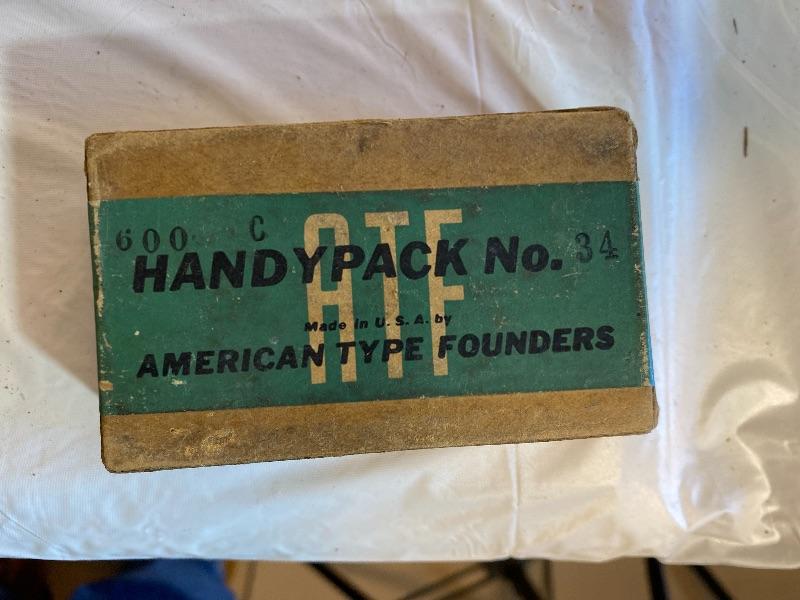 ATF
600 C
HANDYPACK No. 34
Made in U.S.A. by
AMERICAN TYPE FOUNDERS